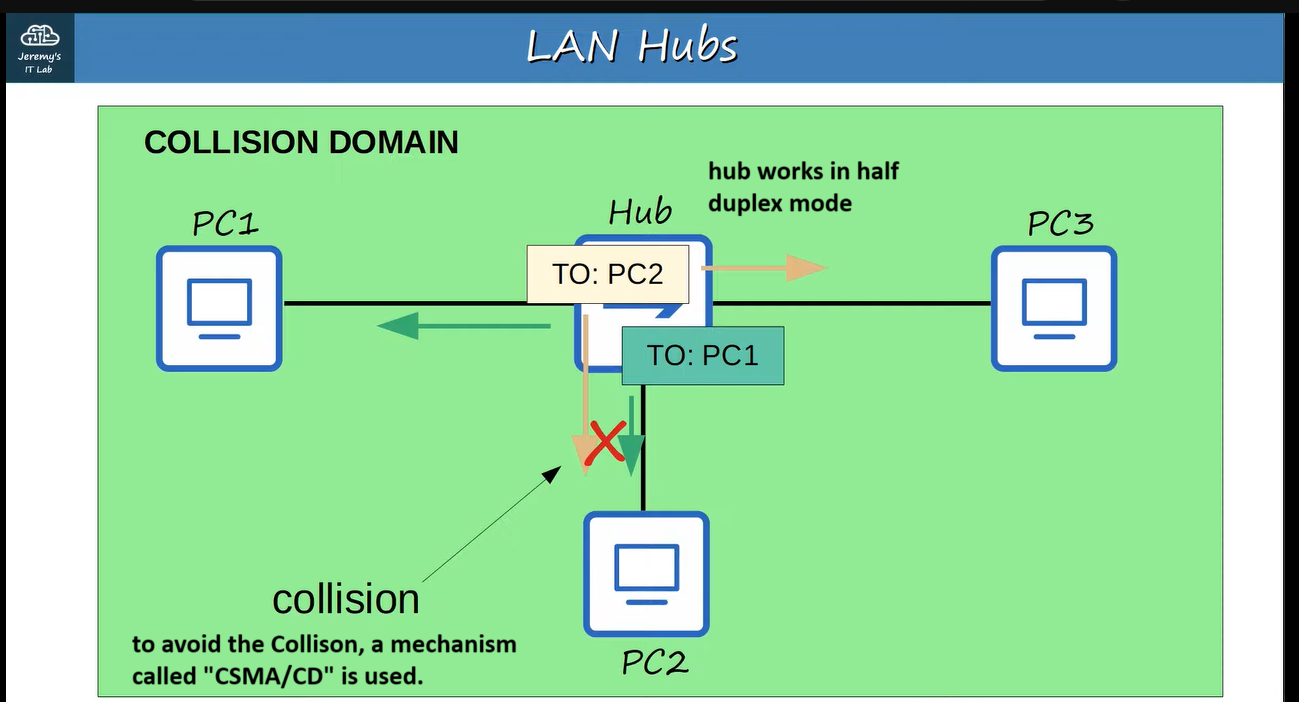 LAN Hubs
Jeremy's
IT Lab
COLLISION DOMAIN
hub works in half
duplex mode
PC1
Hub
PC3
TO: PC2
TO: PC1
collision
to avoid the Collison, a mechanism
called "CSMA/CD" is used.
PC2